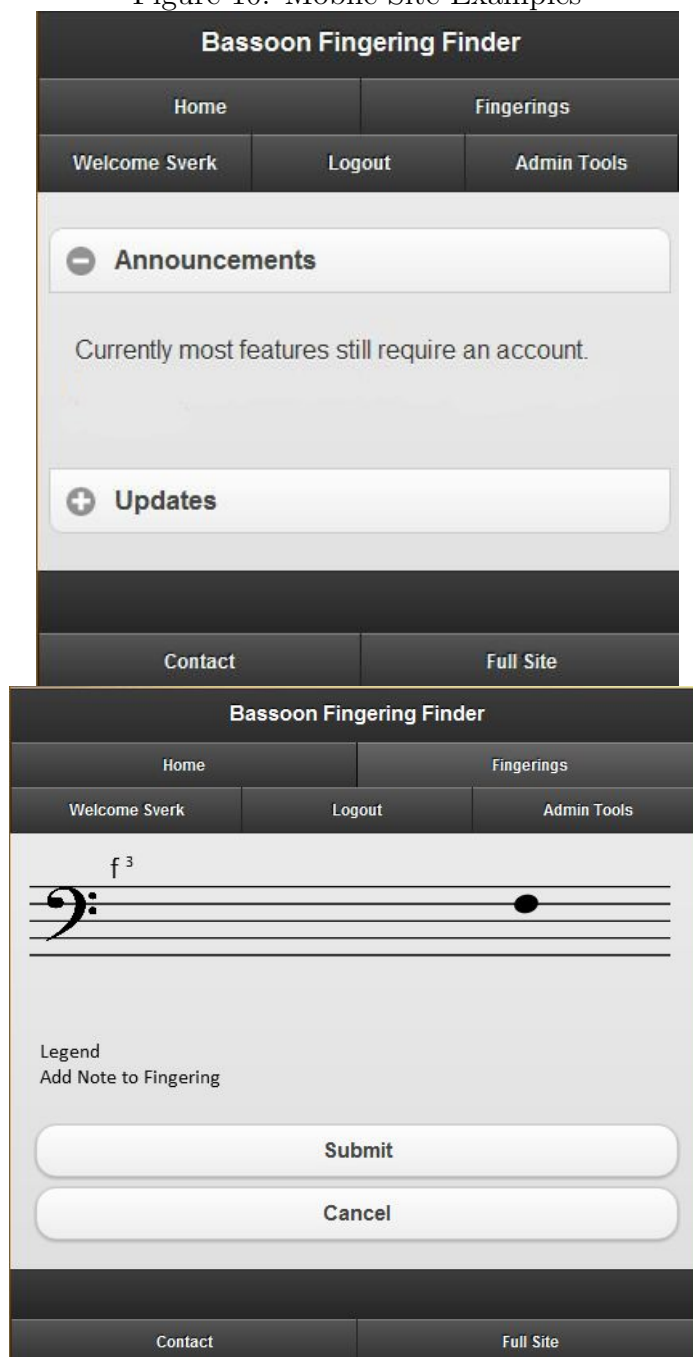 Figure 10: Mobile Site Examples
Bassoon Fingering Finder
Home Fingerings
Welcome Sverk Logout Admin Tools
Announcements
Currently most features still require an account.
Updates
Contact Full Site
Bassoon Fingering Finder
Home Fingerings
Welcome Sverk Logout Admin Tools
f 3
Legend
Add Note to Fingering
Submit
Cancel
Contact Full Site